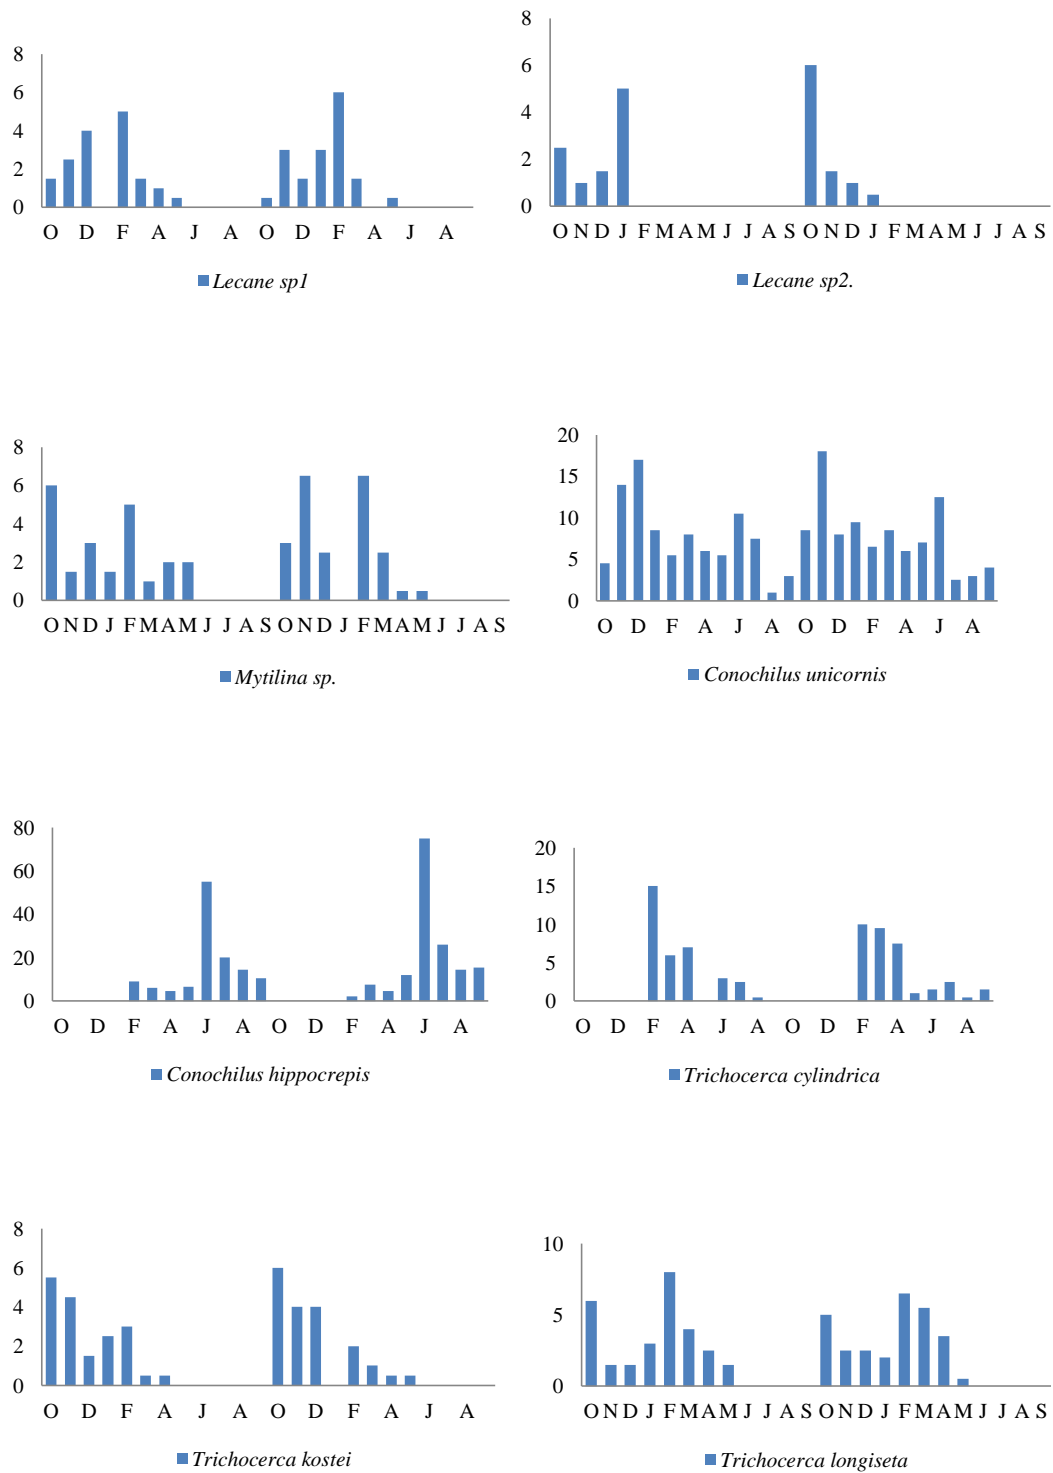 8
6
4
2
0
O D F A J A O D F A J A
Lecane sp1
8
6
4
2
0
O N D J F M A M J J A S O N D J F M A M J J A S
Lecane sp2.
8
6
4
2
0
O N D J F M A M J J A S O N D J F M A M J J A S
Mytilina sp.
20
15
10
5
0
O D F A J A O D F A J A
Conochilus unicornis
80
60
40
20
0
O D F A J A O D F A J A
Conochilus hippocrepis
20
15
10
5
0
O D F A J A O D F A J A
Trichocerca cylindrica
8
6
4
2
0
O D F A J A O D F A J A
Trichocerca kostei
10
5
0
O N D J F M A M J J A S O N D J F M A M J J A S
Trichocerca longiseta